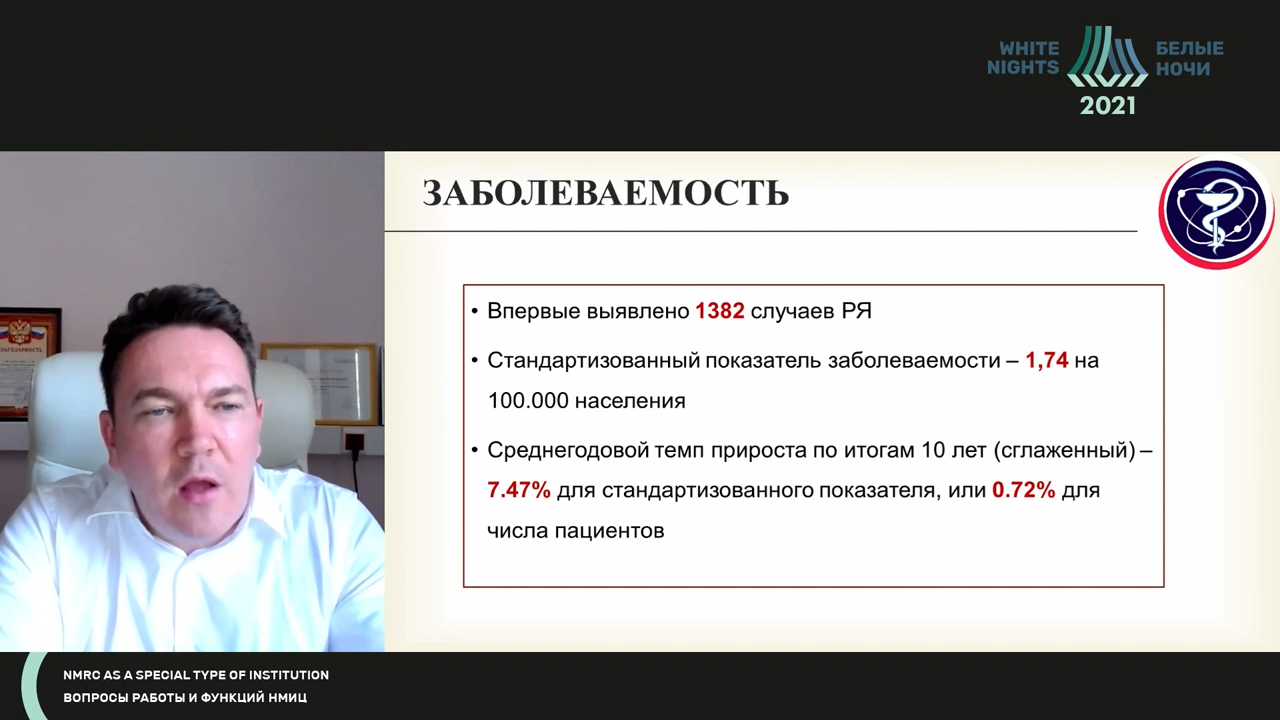 WHITE
NIGHTS
БЕЛЫЕ
НОЧИ
2021
ЗАБОЛЕВАЕМОСТЬ
• Впервые выявлено 1382 случаев РЯ
• Стандартизованный показатель заболеваемости – 1,74 на
100.000 населения
• Среднегодовой темп прироста по итогам 10 лет (сглаженный) –
7.47% для стандартизованного показателя, или 0.72% для
числа пациентов
NMRC AS A SPECIAL TYPE OF INSTITUTION
ВОПРОСЫ РАБОТЫ И ФУНКЦИЙ НМИЦ